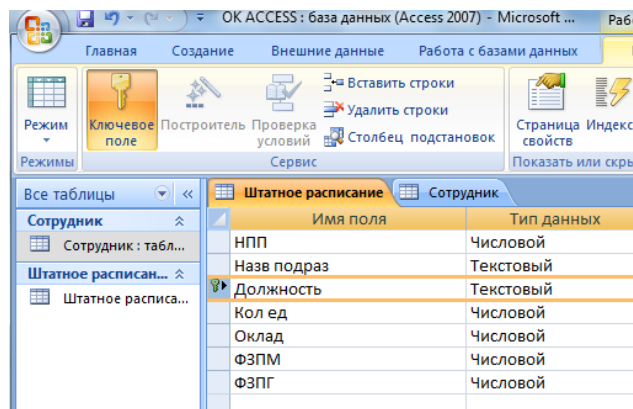 OK ACCESS : база данных (Access 2007) - Microsoft ... Раб
Главная Создание Внешние данные Работа с базами данных
Режим Ключевое поле Построитель Проверка условий Вставить строки Страница свойств Индекс
Удалить строки
Столбец подстановок
Режимы Сервис Показать или скры
Все таблицы « Штатное расписание Сотрудник
Сотрудник Имя поля Тип данных
Сотрудник : табл... НПП Числовой
Назв подраз Текстовый
Штатное расписан... Должность Текстовый
Штатное расписа... Кол ед Числовой
Оклад Числовой
ФЗПМ Числовой
ФЗПГ Числовой